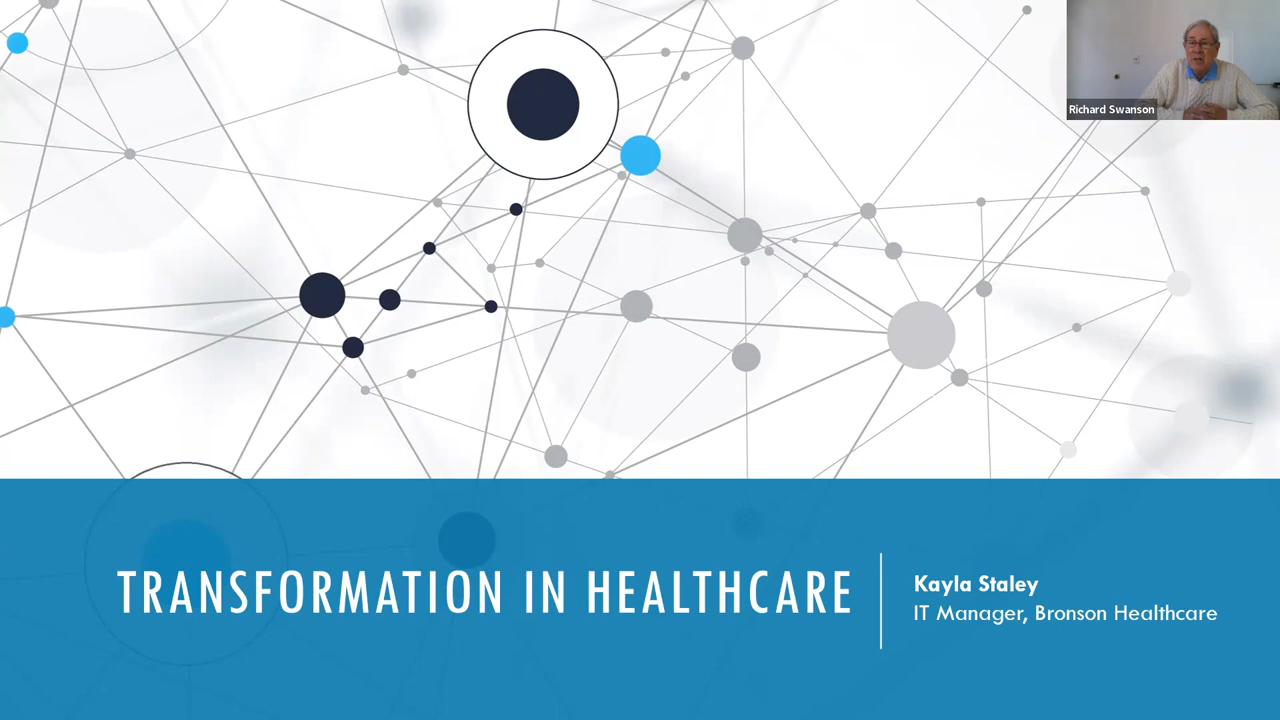 Richard Swanson
TRANSFORMATION IN HEALTHCARE
Kayla Staley
IT Manager, Bronson Healthcare